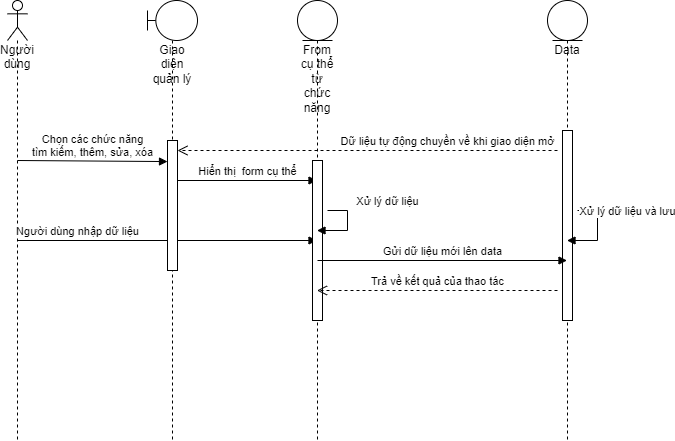 Người
dùng
Giao
diện
quản lý
From
cụ thể
từ
chức
năng
Data
Chọn các chức năng
tìm kiếm, thêm, sửa, xóa
Dữ liệu tự động chuyền về khi giao diện mở
Hiển thị form cụ thể
Xử lý dữ liệu
Xử lý dữ liệu và lưu
Người dùng nhập dữ liệu
Gửi dữ liệu mới lên data
Trả về kết quả của thao tác